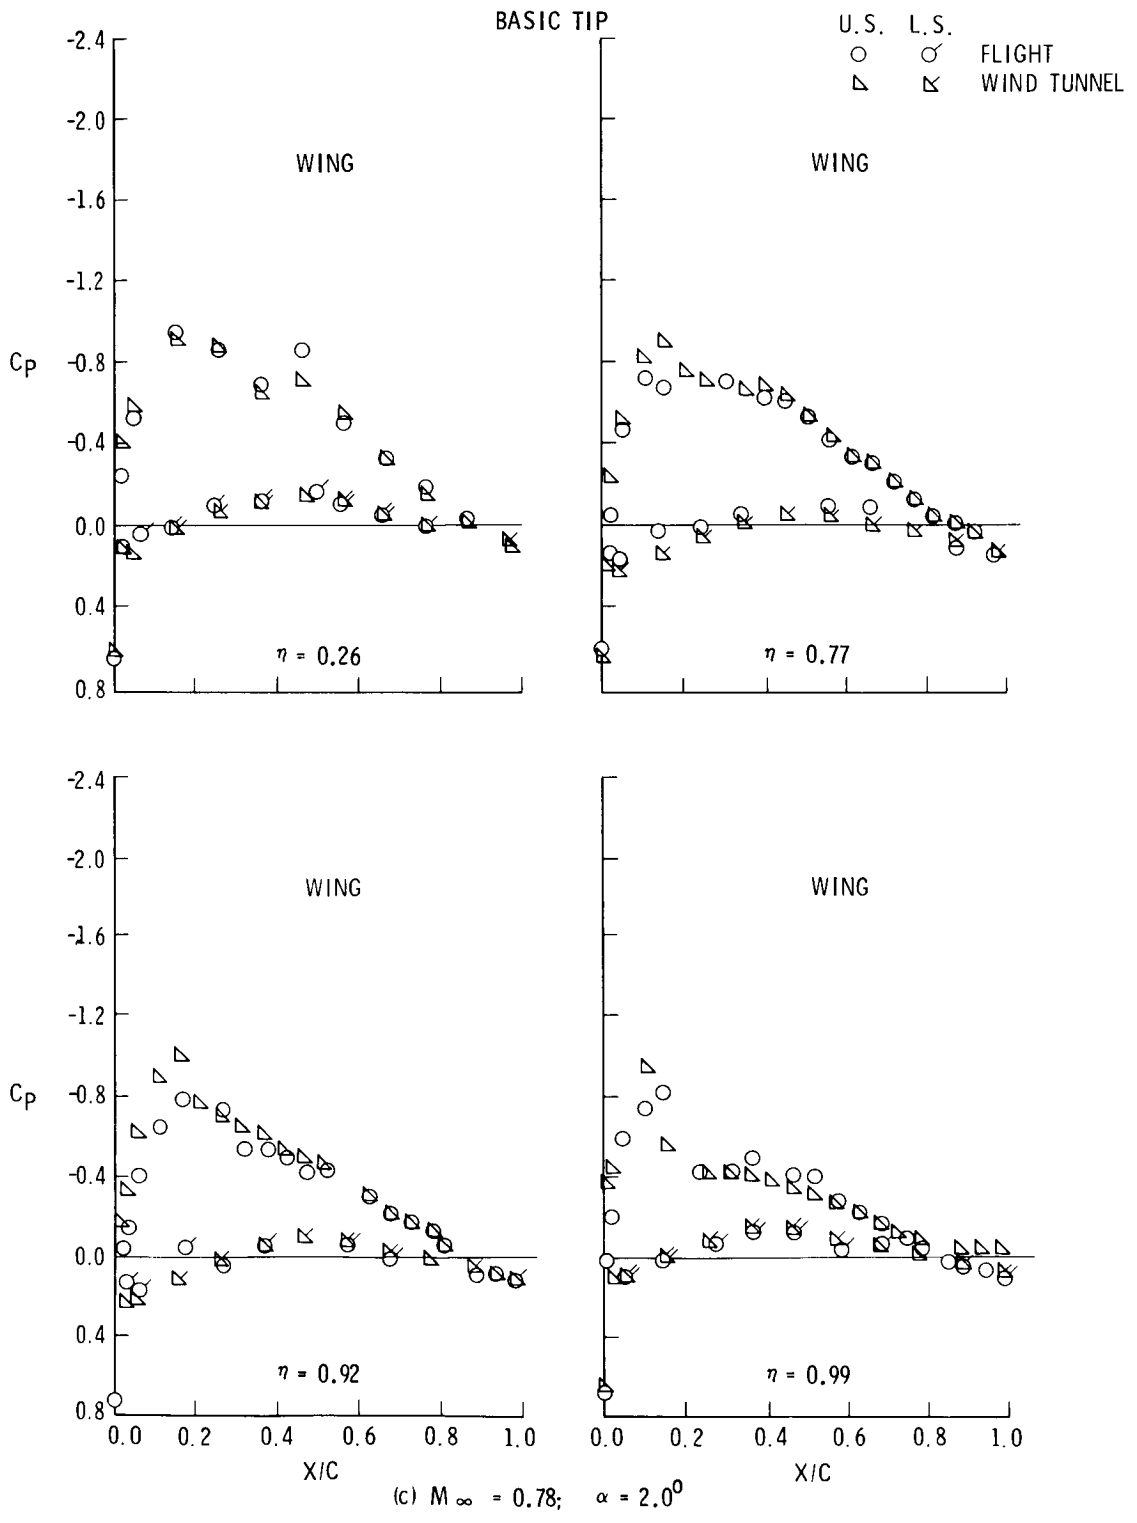 BASIC TIP
U.S. L.S.
FLIGHT
WIND TUNNEL
-2.4
-2.0
-1.6
-1.2
-0.8
-0.4
0.0
0.4
0.8
CP
WING
η = 0.26
WING
η = 0.77
-2.4
-2.0
-1.6
-1.2
-0.8
-0.4
0.0
0.4
0.8
CP
WING
η = 0.92
WING
η = 0.99
0.0 0.2 0.4 0.6 0.8 1.0
X/C
0.0 0.2 0.4 0.6 0.8 1.0
X/C
(c) M∞ = 0.78; α = 2.0⁰